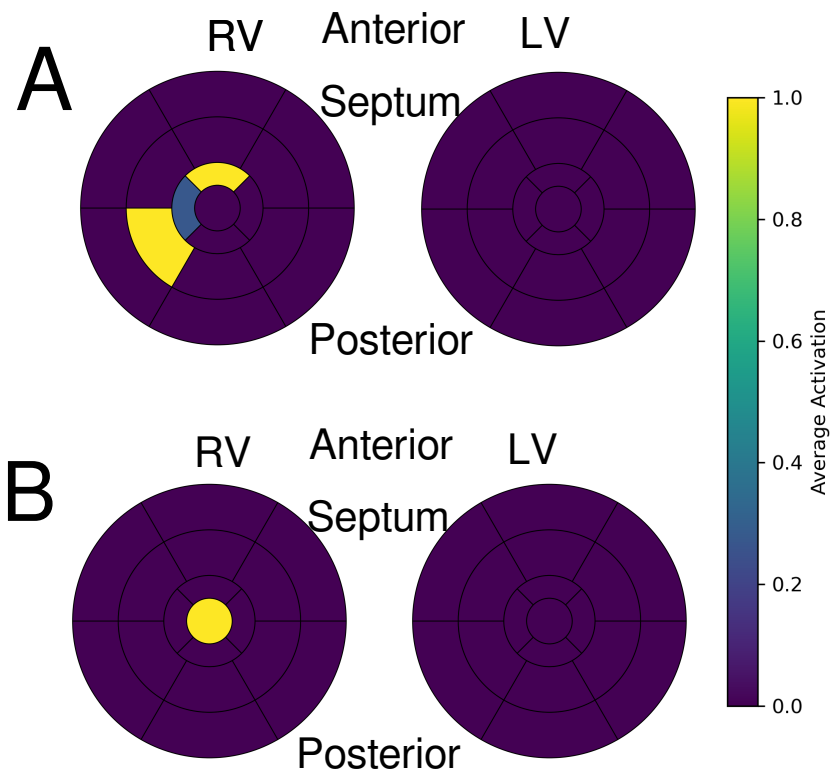 A
RV
Anterior
LV
Septum
Posterior
B
RV
Anterior
LV
Septum
Posterior
1.0
0.8
0.6
0.4
0.2
0.0
Average Activation